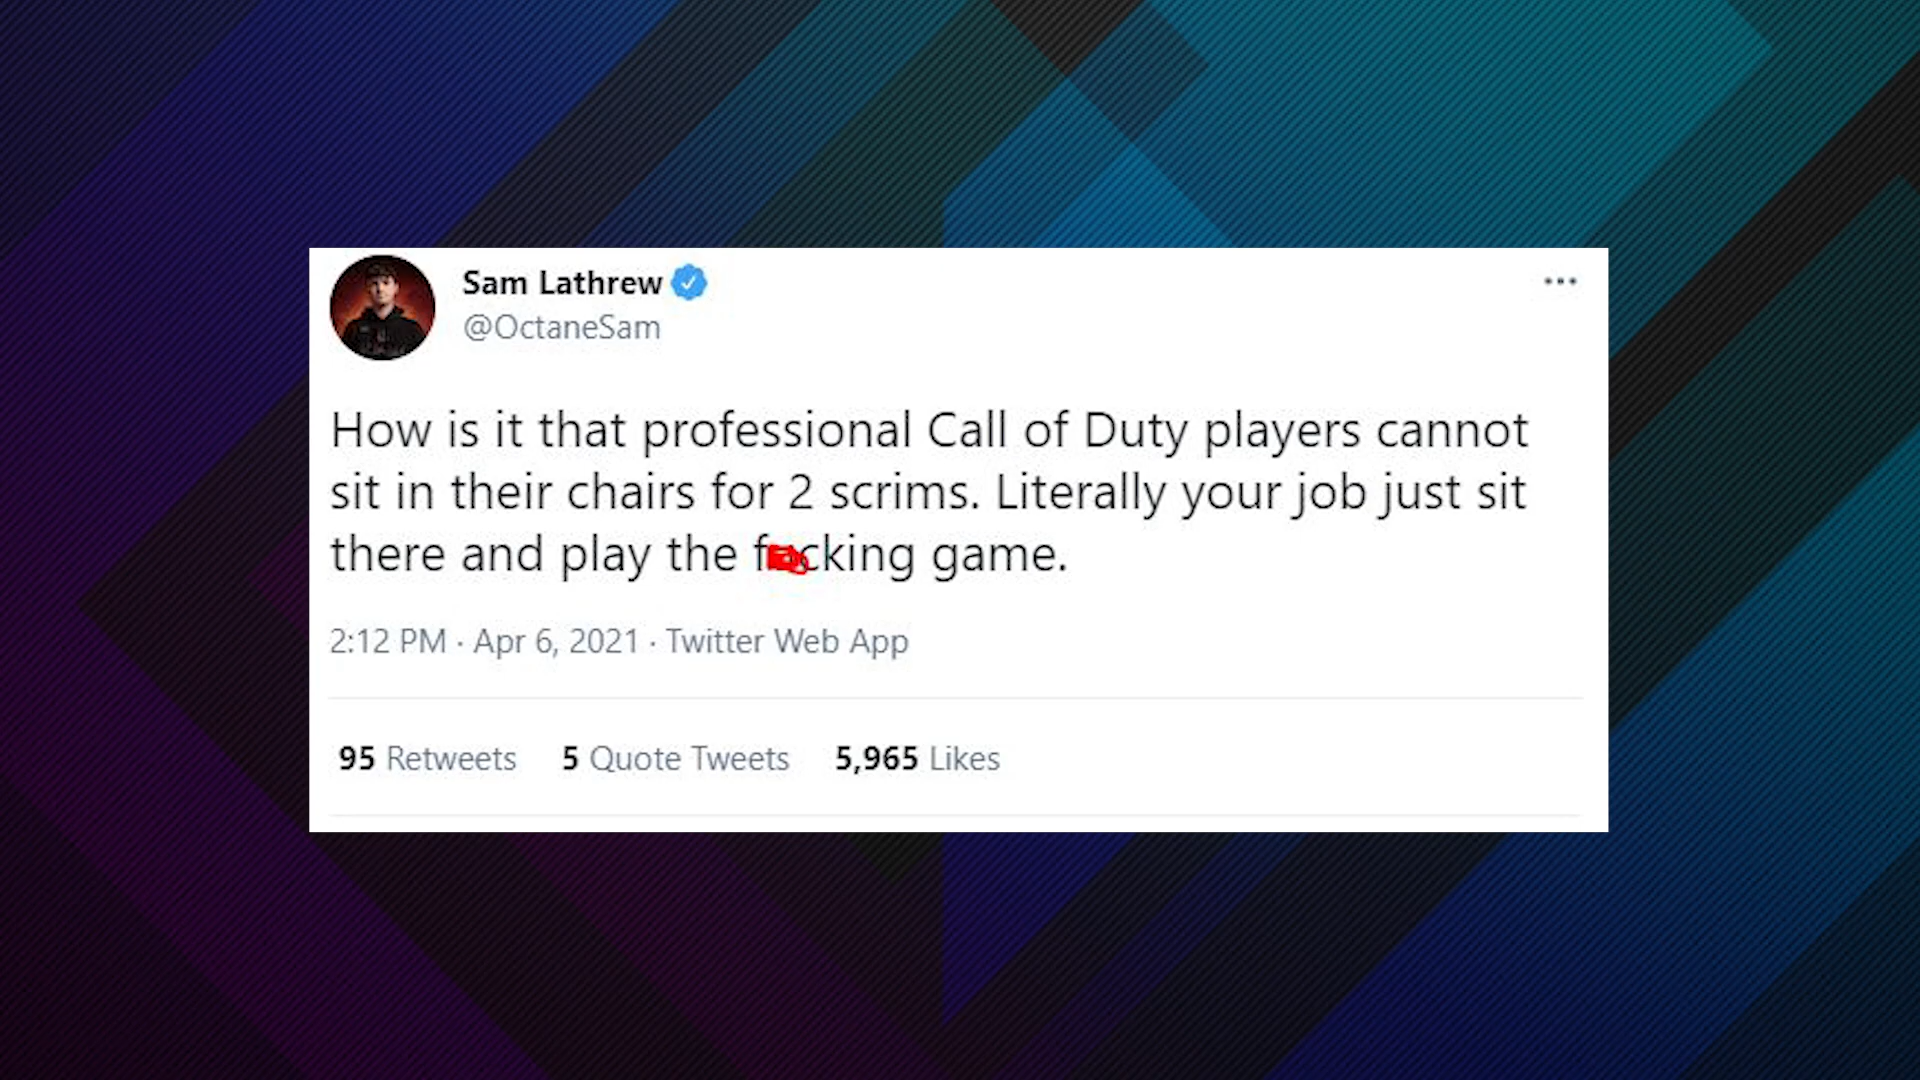 Sam Lathrew
@OctaneSam
How is it that professional Call of Duty players cannot
sit in their chairs for 2 scrims. Literally your job just sit
there and play the f cking game.
2:12 PM · Apr 6, 2021 · Twitter Web App
95 Retweets 5 Quote Tweets 5,965 Likes